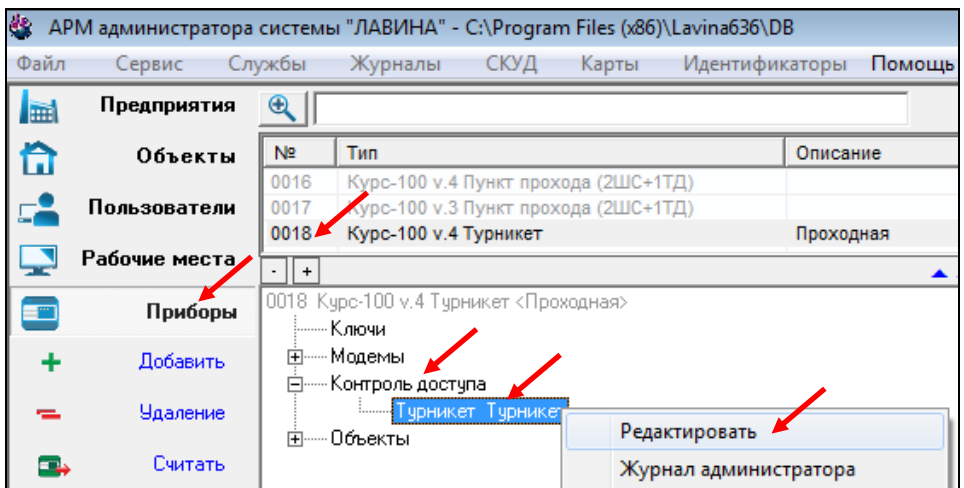 АРМ администратора системы "ЛАВИНА" - C:\Program Files (x86)\Lavina636\DB
Файл Сервис Службы Журналы СКУД Карты Идентификаторы Помощь
Предприятия
Объекты
Пользователи
Рабочие места
Приборы
Добавить
Удаление
Считать
№ Тип Описание
0016 Курс-100 v.4 Пункт прохода (2ШС+1ТД)
0017 Курс-100 v.3 Пункт прохода (2ШС+1ТД)
0018 Курс-100 v.4 Турникет Проходная
- +
0018 Курс-100 v.4 Турникет <Проходная>
Ключи
Модемы
Контроль доступа
Турникет Турникет
Объекты
Редактировать
Журнал администратора